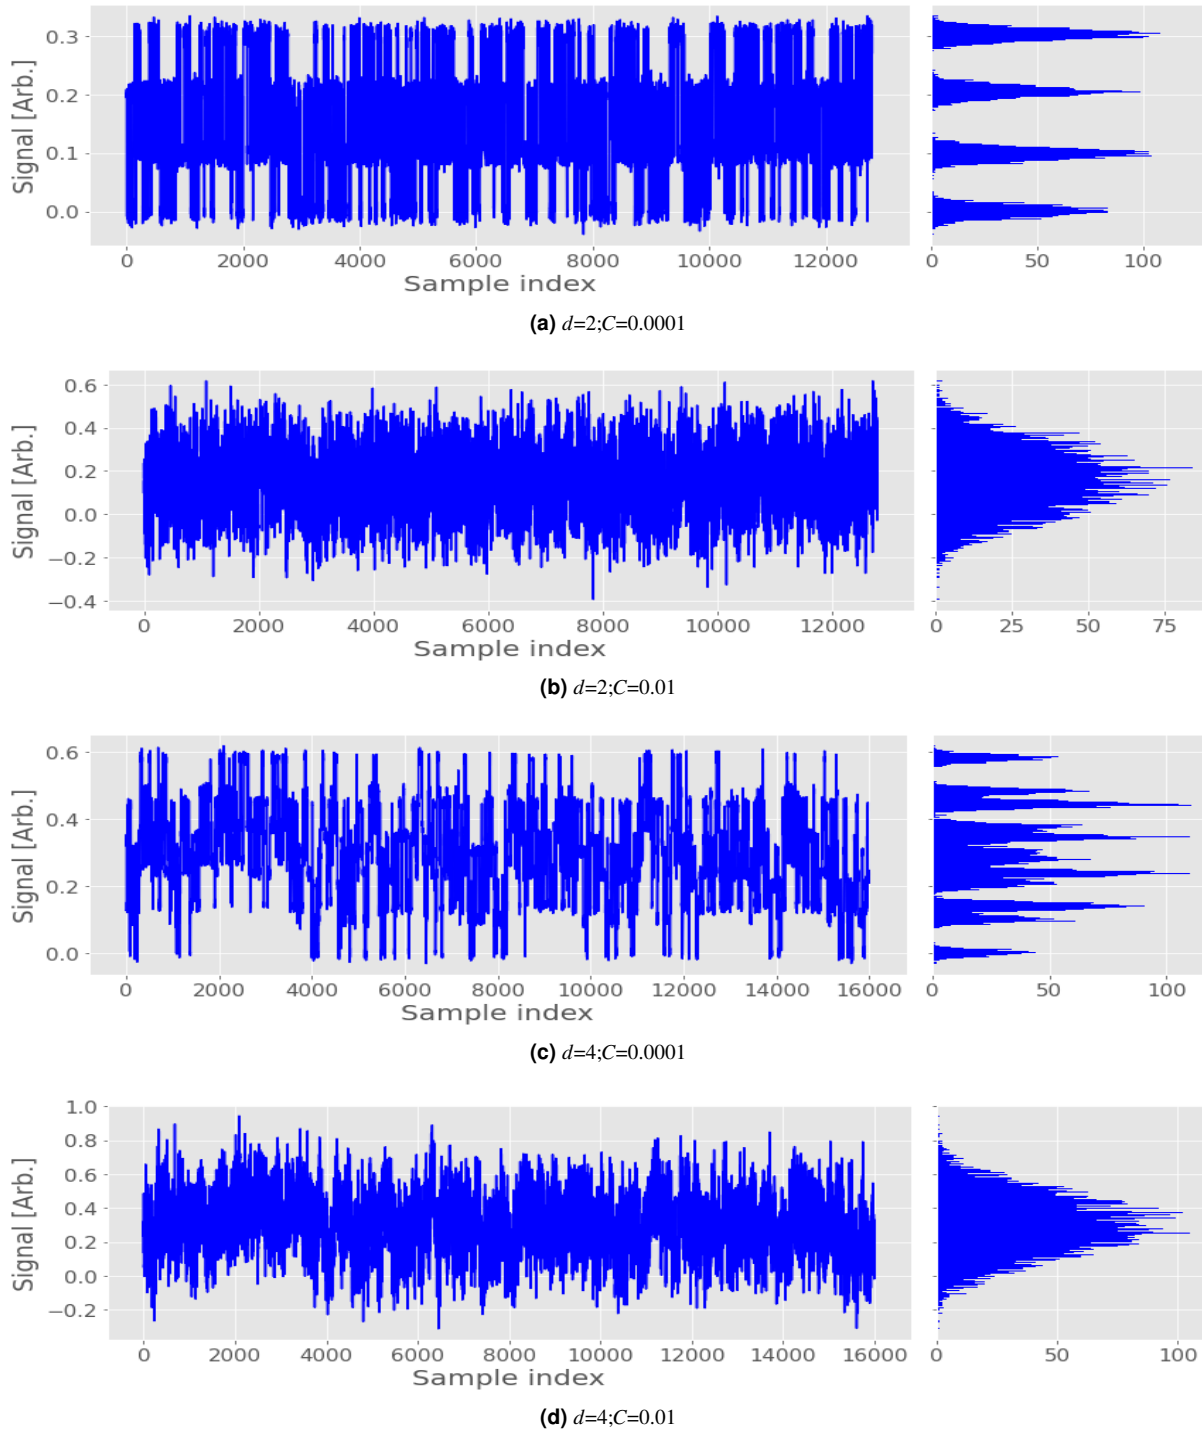 Signal [Arb.]
0.3
0.2
0.1
0.0
0 2000 4000 6000 8000 10000 12000
0 50 100
Sample index
(a) d=2;C=0.0001
Signal [Arb.]
0.6
0.4
0.2
0.0
−0.2
−0.4
0 2000 4000 6000 8000 10000 12000
0 25 50 75
Sample index
(b) d=2;C=0.01
Signal [Arb.]
0.6
0.4
0.2
0.0
0 2000 4000 6000 8000 10000 12000 14000 16000
0 50 100
Sample index
(c) d=4;C=0.0001
Signal [Arb.]
1.0
0.8
0.6
0.4
0.2
0.0
−0.2
0 2000 4000 6000 8000 10000 12000 14000 16000
0 50 100
Sample index
(d) d=4;C=0.01